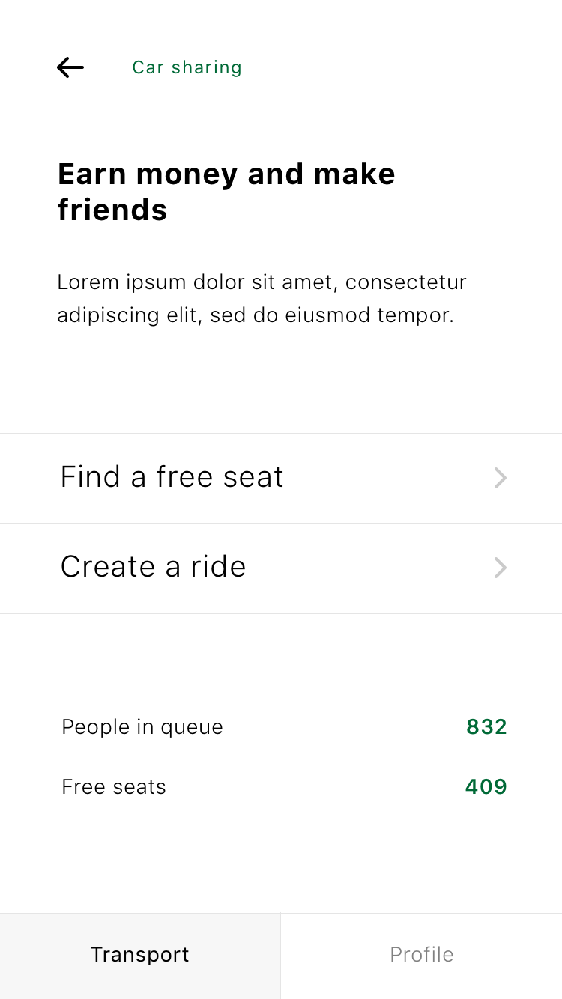 Car sharing
Earn money and make
friends
Lorem ipsum dolor sit amet, consectetur
adipiscing elit, sed do eiusmod tempor.
Find a free seat
Create a ride
People in queue 832
Free seats 409
Transport Profile